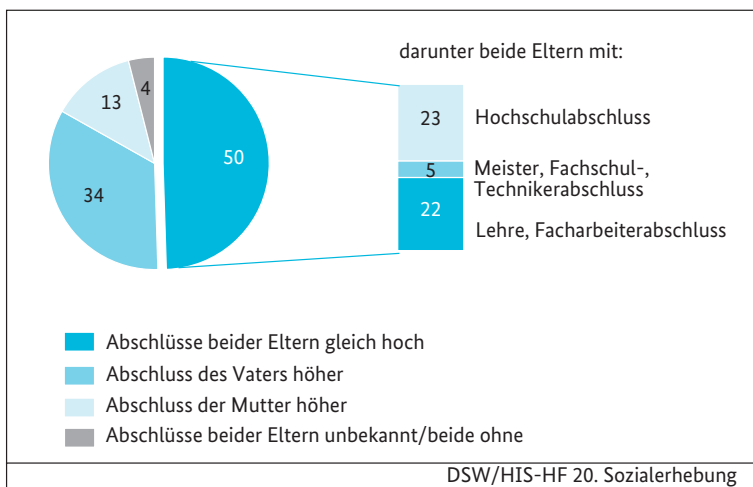 darunter beide Eltern mit:
4
13
50
34
23
Hochschulabschluss
5
Meister, Fachschul-,
Technikerabschluss
22
Lehre, Facharbeiterabschluss
Abschlüsse beider Eltern gleich hoch
Abschluss des Vaters höher
Abschluss der Mutter höher
Abschlüsse beider Eltern unbekannt/beide ohne
DSW/HIS-HF 20. Sozialerhebung